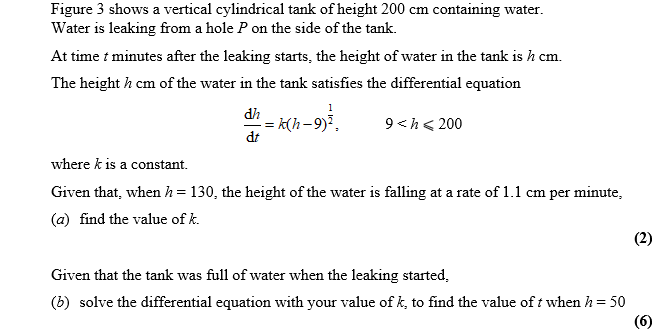 Figure 3 shows a vertical cylindrical tank of height 200 cm containing water.
Water is leaking from a hole P on the side of the tank.
At time t minutes after the leaking starts, the height of water in the tank is h cm.
The height h cm of the water in the tank satisfies the differential equation
dh/dt = k(h−9)^(1/2), 9 < h ⩽ 200
where k is a constant.
Given that, when h = 130, the height of the water is falling at a rate of 1.1 cm per minute,
(a) find the value of k.
(2)
Given that the tank was full of water when the leaking started,
(b) solve the differential equation with your value of k, to find the value of t when h = 50
(6)